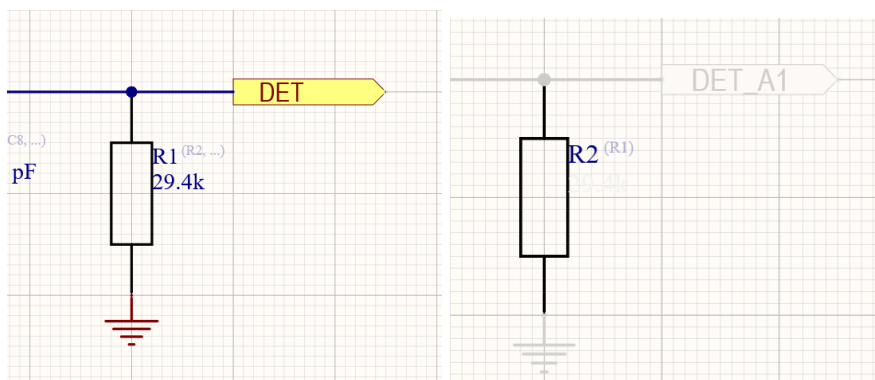 DET
C8, ...)
R1 (R2, ...)
pF
29.4k
DET_A1
R2 (R1)